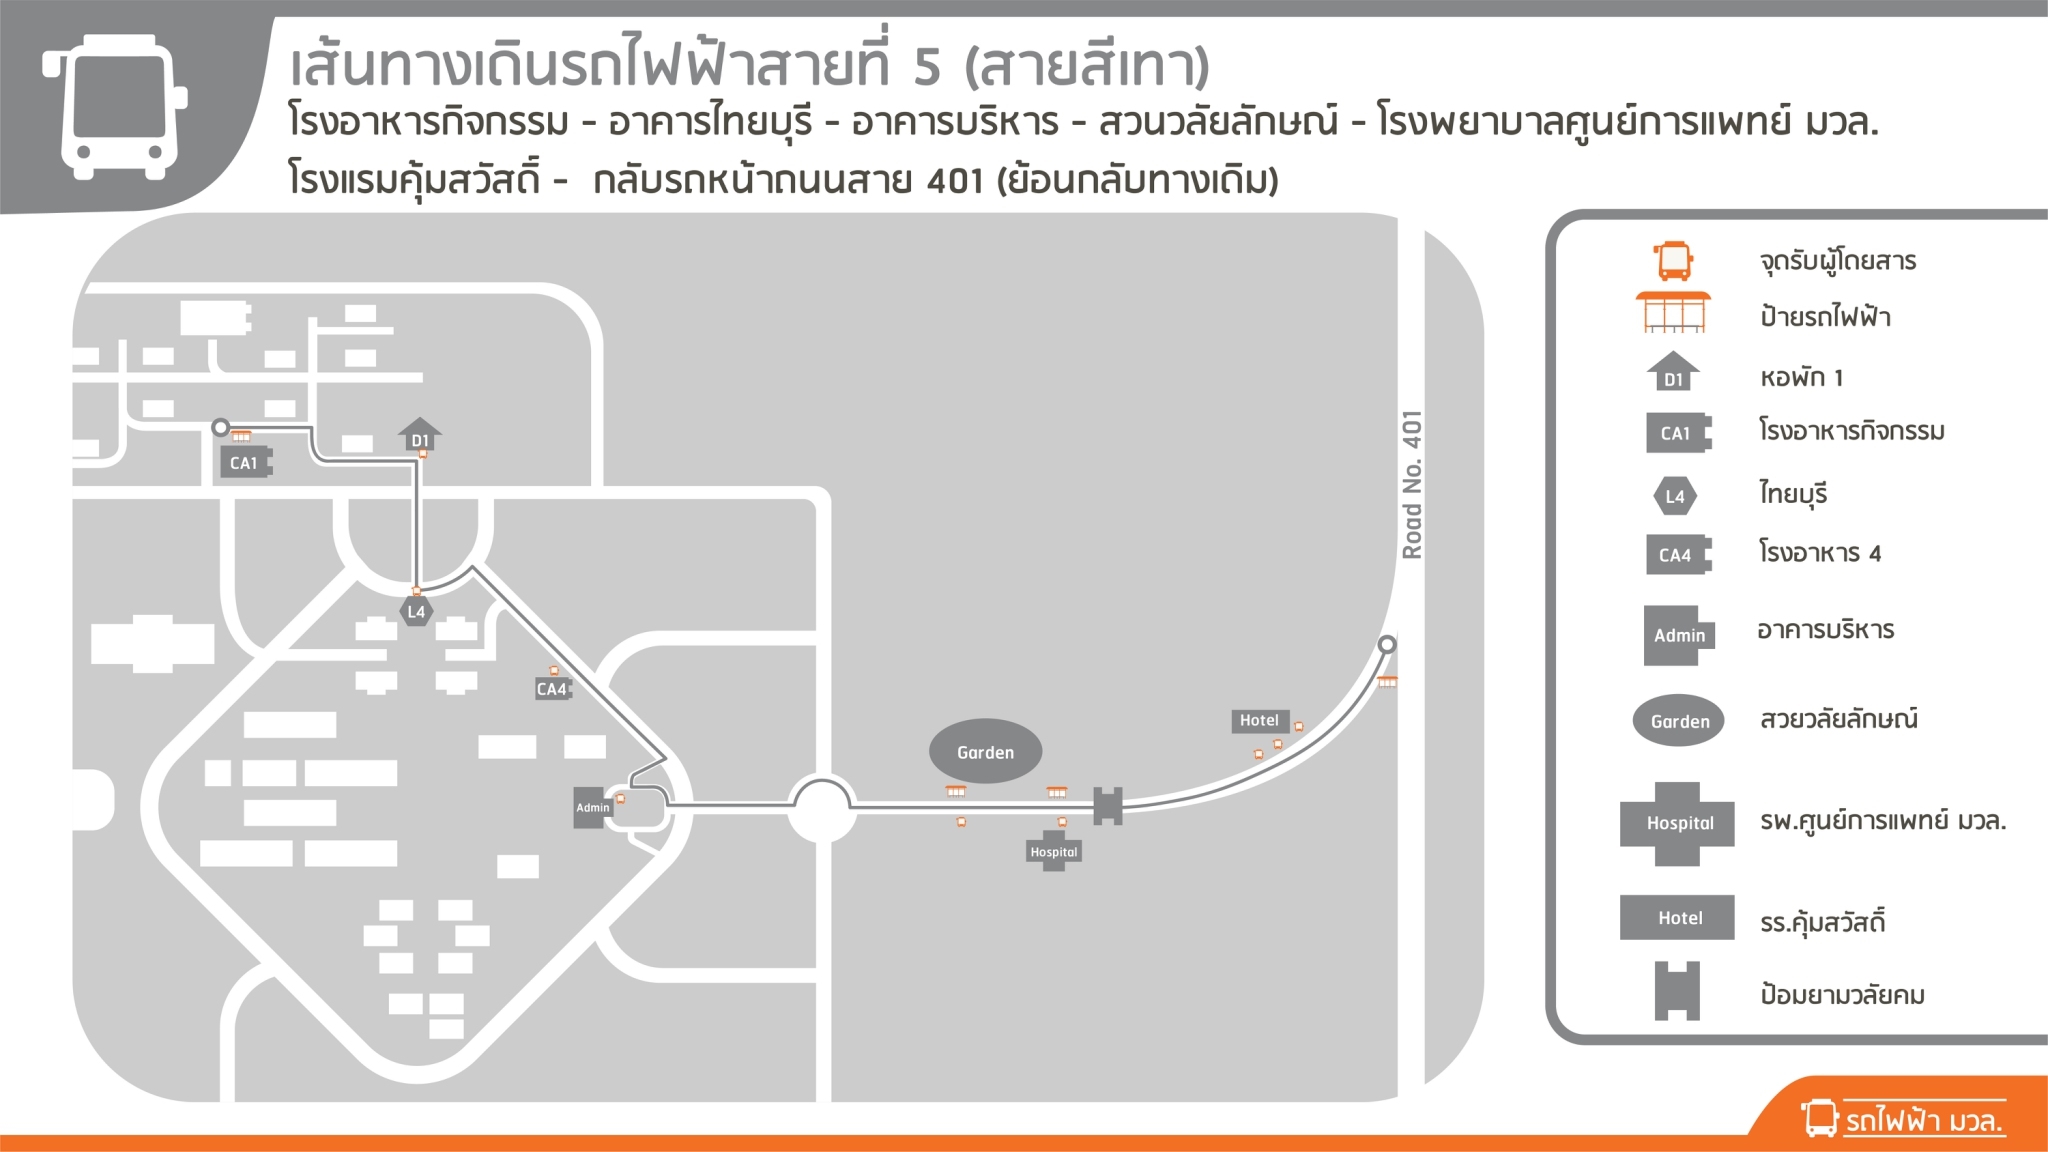 เส้นทางเดินรถไฟฟ้าสายที่ 5 (สายสีเทา)
โรงอาหารกิจกรรม - อาคารไทยบุรี - อาคารบริหาร - สวนวลัยลักษณ์ - โรงพยาบาลศูนย์การแพทย์ มวล.
โรงแรมคุ้มสวัสดิ์ - กลับรถหน้าถนนสาย 401 (ย้อนกลับทางเดิม)
D1
CA1
L4
CA4
Admin
Garden
Hospital
Hotel
Road No. 401
จุดรับผู้โดยสาร
ป้ายรถไฟฟ้า
D1 หอพัก 1
CA1 โรงอาหารกิจกรรม
L4 ไทยบุรี
CA4 โรงอาหาร 4
Admin อาคารบริหาร
Garden สวยวลัยลักษณ์
Hospital รพ.ศูนย์การแพทย์ มวล.
Hotel รร.คุ้มสวัสดิ์
ป้อมยามวลัยคม
รถไฟฟ้า มวล.